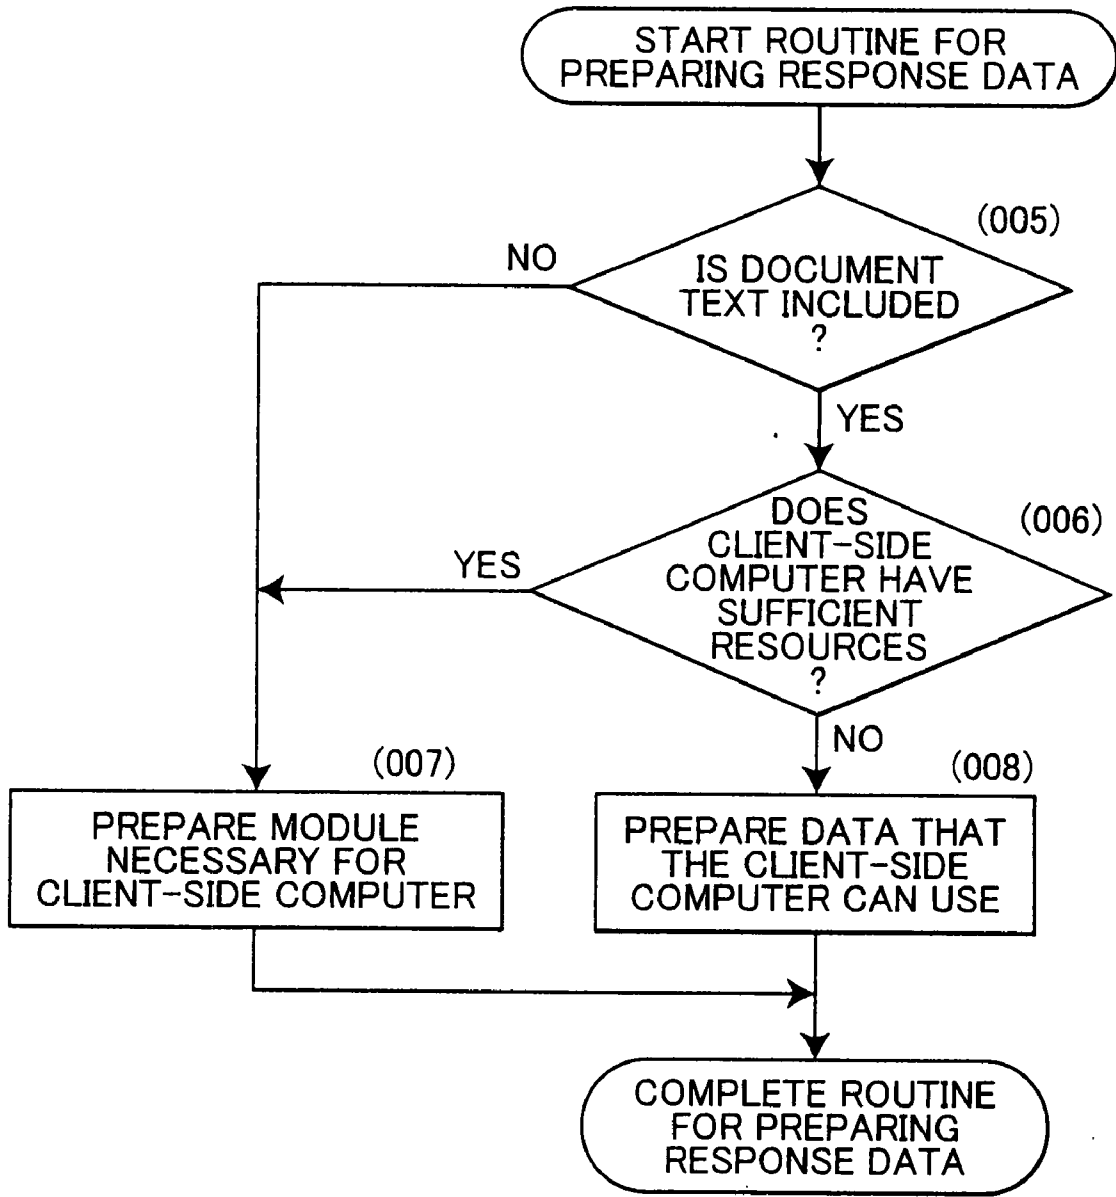 START ROUTINE FOR
PREPARING RESPONSE DATA
(005)
NO
IS DOCUMENT
TEXT INCLUDED
?
YES
(006)
YES
DOES
CLIENT-SIDE
COMPUTER HAVE
SUFFICIENT
RESOURCES
?
NO
(007)
(008)
PREPARE MODULE
NECESSARY FOR
CLIENT-SIDE COMPUTER
PREPARE DATA THAT
THE CLIENT-SIDE
COMPUTER CAN USE
COMPLETE ROUTINE
FOR PREPARING
RESPONSE DATA